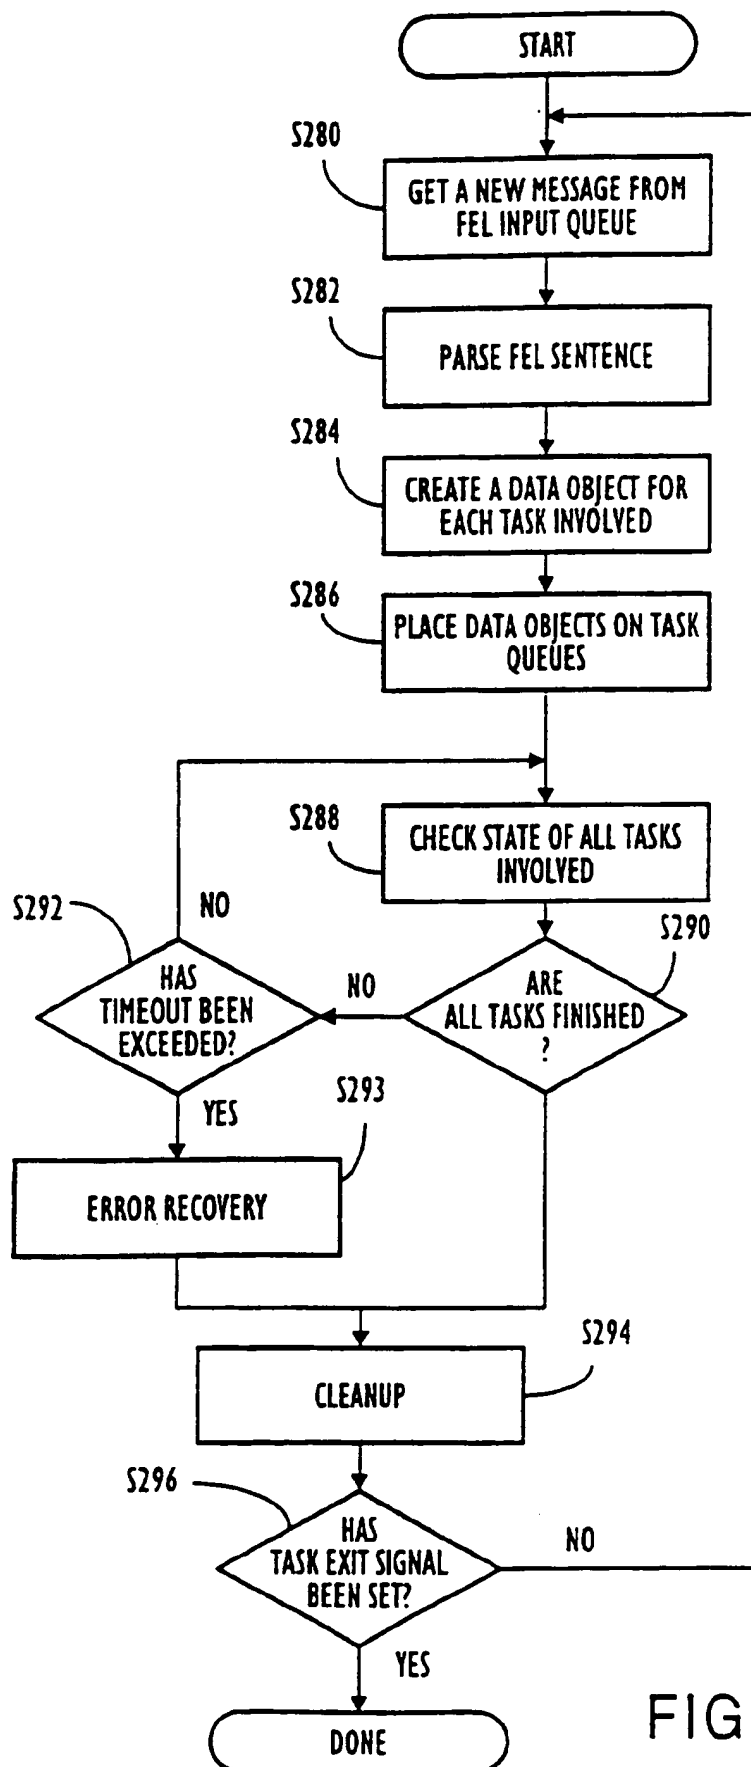 START
S280
GET A NEW MESSAGE FROM
FEL INPUT QUEUE
S282
PARSE FEL SENTENCE
S284
CREATE A DATA OBJECT FOR
EACH TASK INVOLVED
S286
PLACE DATA OBJECTS ON TASK
QUEUES
S288
CHECK STATE OF ALL TASKS
INVOLVED
S292
NO
S290
HAS
TIMEOUT BEEN
EXCEEDED?
NO
ARE
ALL TASKS FINISHED
?
YES
S293
ERROR RECOVERY
S294
CLEANUP
S296
HAS
TASK EXIT SIGNAL
BEEN SET?
NO
YES
DONE
FIG